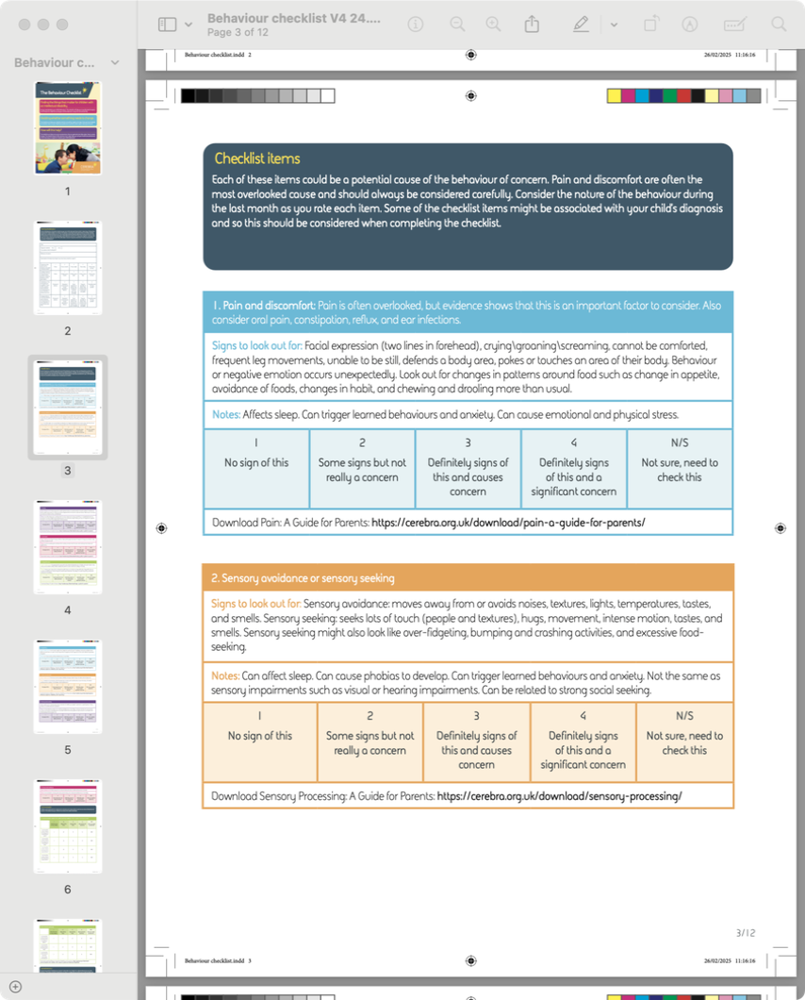 Behaviour checklist V4 24....
Page 3 of 12
Behaviour c...
The Behaviour Checklist
1
2
3
4
5
6
Behaviour checklist.indd 2
26/02/2025 11:16:16
Checklist items
Each of these items could be a potential cause of the behaviour of concern. Pain and discomfort are often the
most overlooked cause and should always be considered carefully. Consider the nature of the behaviour during
the last month as you rate each item. Some of the checklist items might be associated with your child's diagnosis
and so this should be considered when completing the checklist.
1. Pain and discomfort: Pain is often overlooked, but evidence shows that this is an important factor to consider. Also
consider oral pain, constipation, reflux, and ear infections.
Signs to look out for: Facial expression (two lines in forehead), crying\groaning\screaming, cannot be comforted,
frequent leg movements, unable to be still, defends a body area, pokes or touches an area of their body. Behaviour
or negative emotion occurs unexpectedly. Look out for changes in patterns around food such as change in appetite,
avoidance of foods, changes in habit, and chewing and drooling more than usual.
Notes: Affects sleep. Can trigger learned behaviours and anxiety. Can cause emotional and physical stress.
1
No sign of this
2
Some signs but not
really a concern
3
Definitely signs of
this and causes
concern
4
Definitely signs
of this and a
significant concern
N/S
Not sure, need to
check this
Download Pain: A Guide for Parents: https://cerebra.org.uk/download/pain-a-guide-for-parents/
2. Sensory avoidance or sensory seeking
Signs to look out for: Sensory avoidance: moves away from or avoids noises, textures, lights, temperatures, tastes,
and smells. Sensory seeking: seeks lots of touch (people and textures), hugs, movement, intense motion, tastes, and
smells. Sensory seeking might also look like over-fidgeting, bumping and crashing activities, and excessive food-
seeking.
Notes: Can affect sleep. Can cause phobias to develop. Can trigger learned behaviours and anxiety. Not the same as
sensory impairments such as visual or hearing impairments. Can be related to strong social seeking.
1
No sign of this
2
Some signs but not
really a concern
3
Definitely signs of
this and causes
concern
4
Definitely signs
of this and a
significant concern
N/S
Not sure, need to
check this
Download Sensory Processing: A Guide for Parents: https://cerebra.org.uk/download/sensory-processing/
3/12
Behaviour checklist.indd 3
26/02/2025 11:16:16